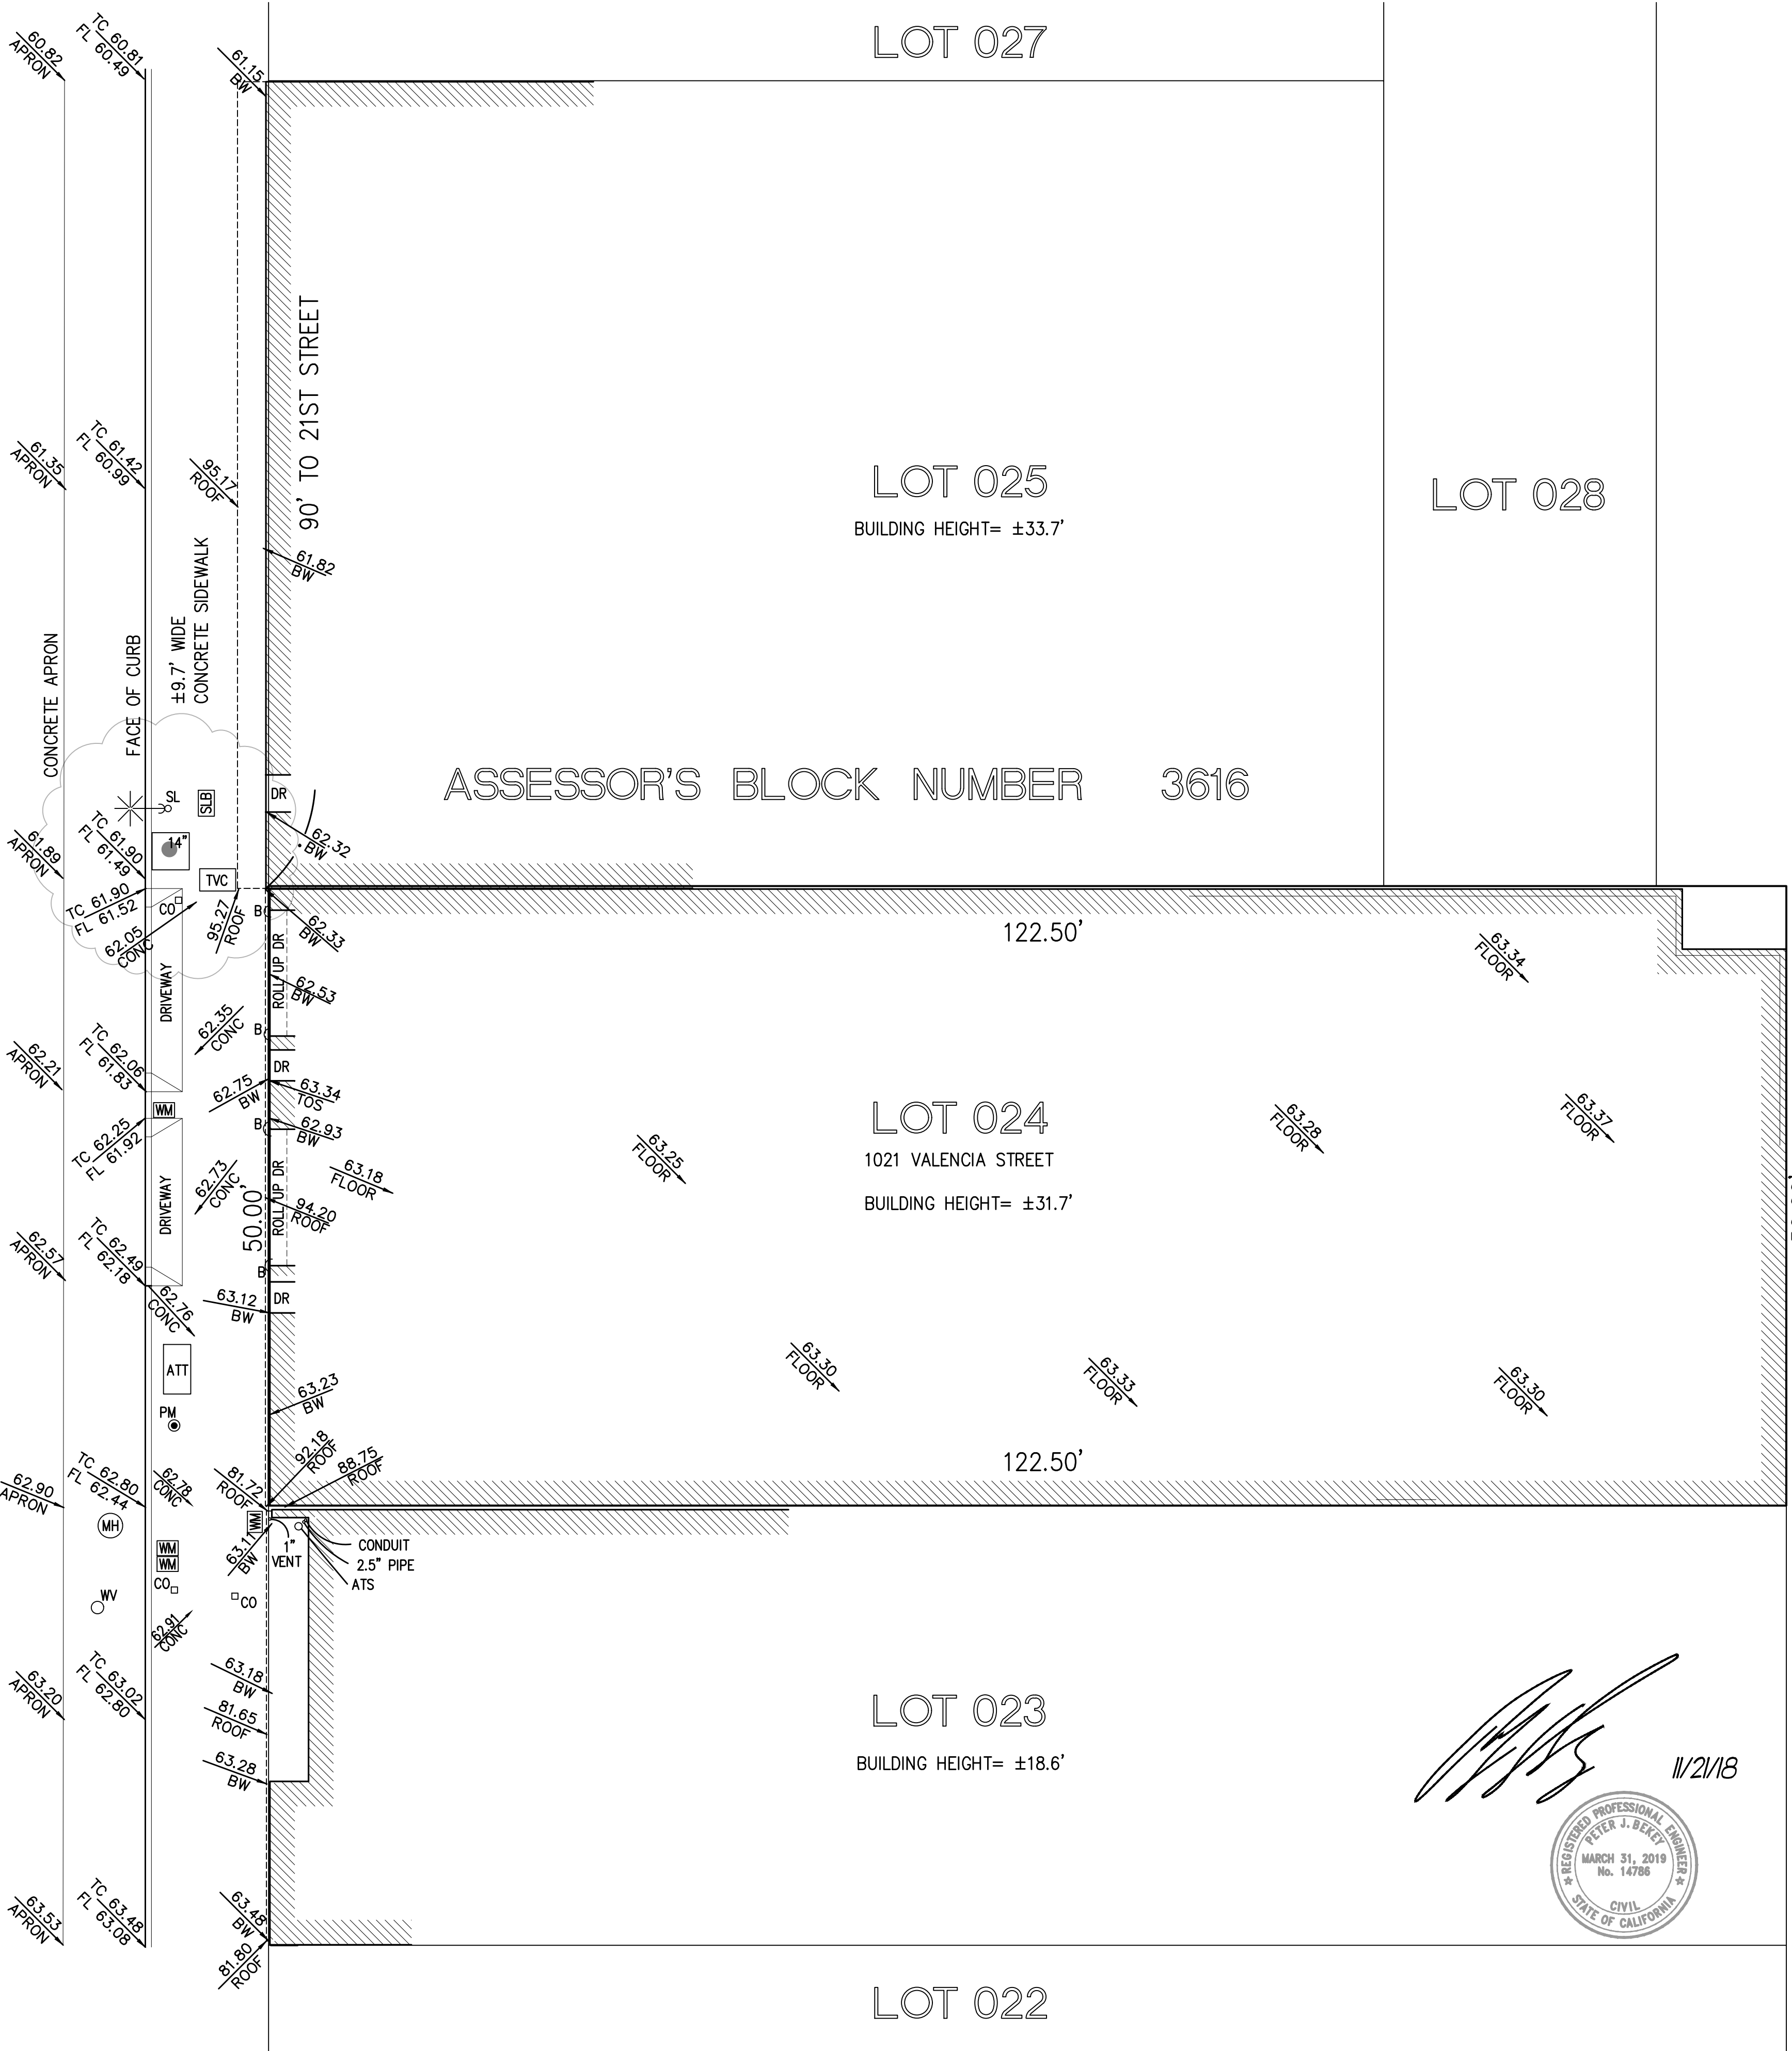 LOT 027
60.82
APRON
TC 60.81
FL 60.49
61.15
BW
90' TO 21ST STREET
61.35
APRON
TC 61.42
FL 60.99
95.17
ROOF
LOT 025
BUILDING HEIGHT= ±33.7'
LOT 028
61.82
BW
CONCRETE APRON
FACE OF CURB
±9.7' WIDE
CONCRETE SIDEWALK
ASSESSOR'S BLOCK NUMBER 3616
SL
SLB
DR
14"
61.89
APRON
TC 61.90
FL 61.49
62.32
BW
TVC
TC 61.90
FL 61.52
CO
62.05
CONC
95.27
ROOF
B
62.33
BW
122.50'
63.34
FLOOR
ROLL UP DR
DRIVEWAY
62.53
BW
62.35
CONC
B
62.21
APRON
TC 62.06
FL 61.83
DR
62.75
BW
63.34
TOS
WM
TC 62.25
FL 61.92
B
62.93
BW
LOT 024
1021 VALENCIA STREET
BUILDING HEIGHT= ±31.7'
63.28
FLOOR
63.37
FLOOR
63.25
FLOOR
63.18
FLOOR
62.73
CONC
DRIVEWAY
50.00'
ROLL UP DR
94.20
ROOF
62.57
APRON
TC 62.49
FL 62.18
B
DR
62.76
CONC
63.12
BW
63.30
FLOOR
63.33
FLOOR
63.30
FLOOR
ATT
PM
63.23
BW
92.18
ROOF
88.75
ROOF
122.50'
62.90
APRON
TC 62.80
FL 62.44
62.78
CONC
81.72
ROOF
MH
WM
WM
WM
63.11
BW
1"
VENT
CONDUIT
2.5" PIPE
ATS
CO
CO
WV
62.91
CONC
63.20
APRON
TC 63.02
FL 62.80
63.18
BW
81.65
ROOF
63.28
BW
LOT 023
BUILDING HEIGHT= ±18.6'
11/21/18
REGISTERED PROFESSIONAL ENGINEER
PETER J. BEKEY
MARCH 31, 2019
No. 14786
CIVIL
STATE OF CALIFORNIA
63.53
APRON
TC 63.48
FL 63.08
63.48
BW
81.80
ROOF
LOT 022